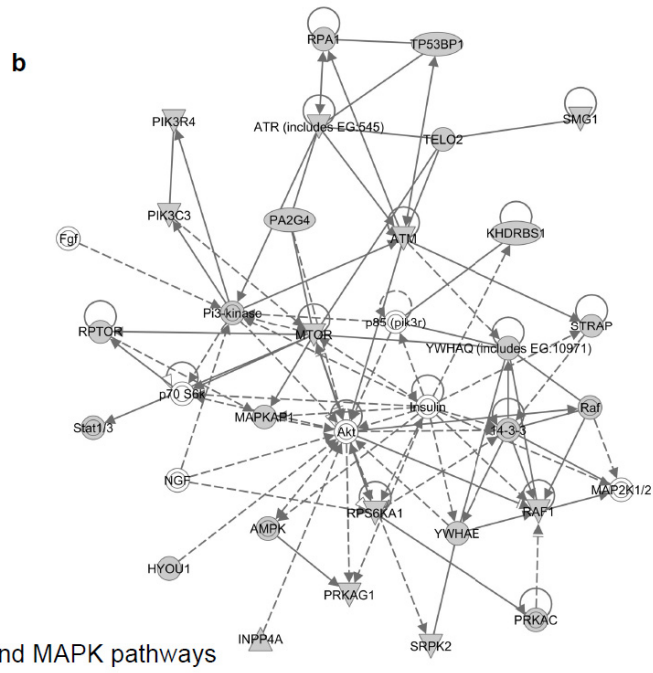 b
RPA1
TP53BP1
PIK3R4
ATR (includes EG:545)
SMG1
TELO2
PIK3C3
PA2G4
Fgf
ATM
KHDRBS1
Pi3-kinase
p85 (pik3r)
STRAP
RPTOR
MTOR
YWHAQ (includes EG:10971)
p70 S6k
MAPKAP1
Insulin
Raf
Stat1/3
Akt
14-3-3
NGF
MAP2K1/2
RPS6KA1
RAF1
AMPK
YWHAE
HYOU1
PRKAG1
PRKAC
INPP4A
SRPK2
nd MAPK pathways